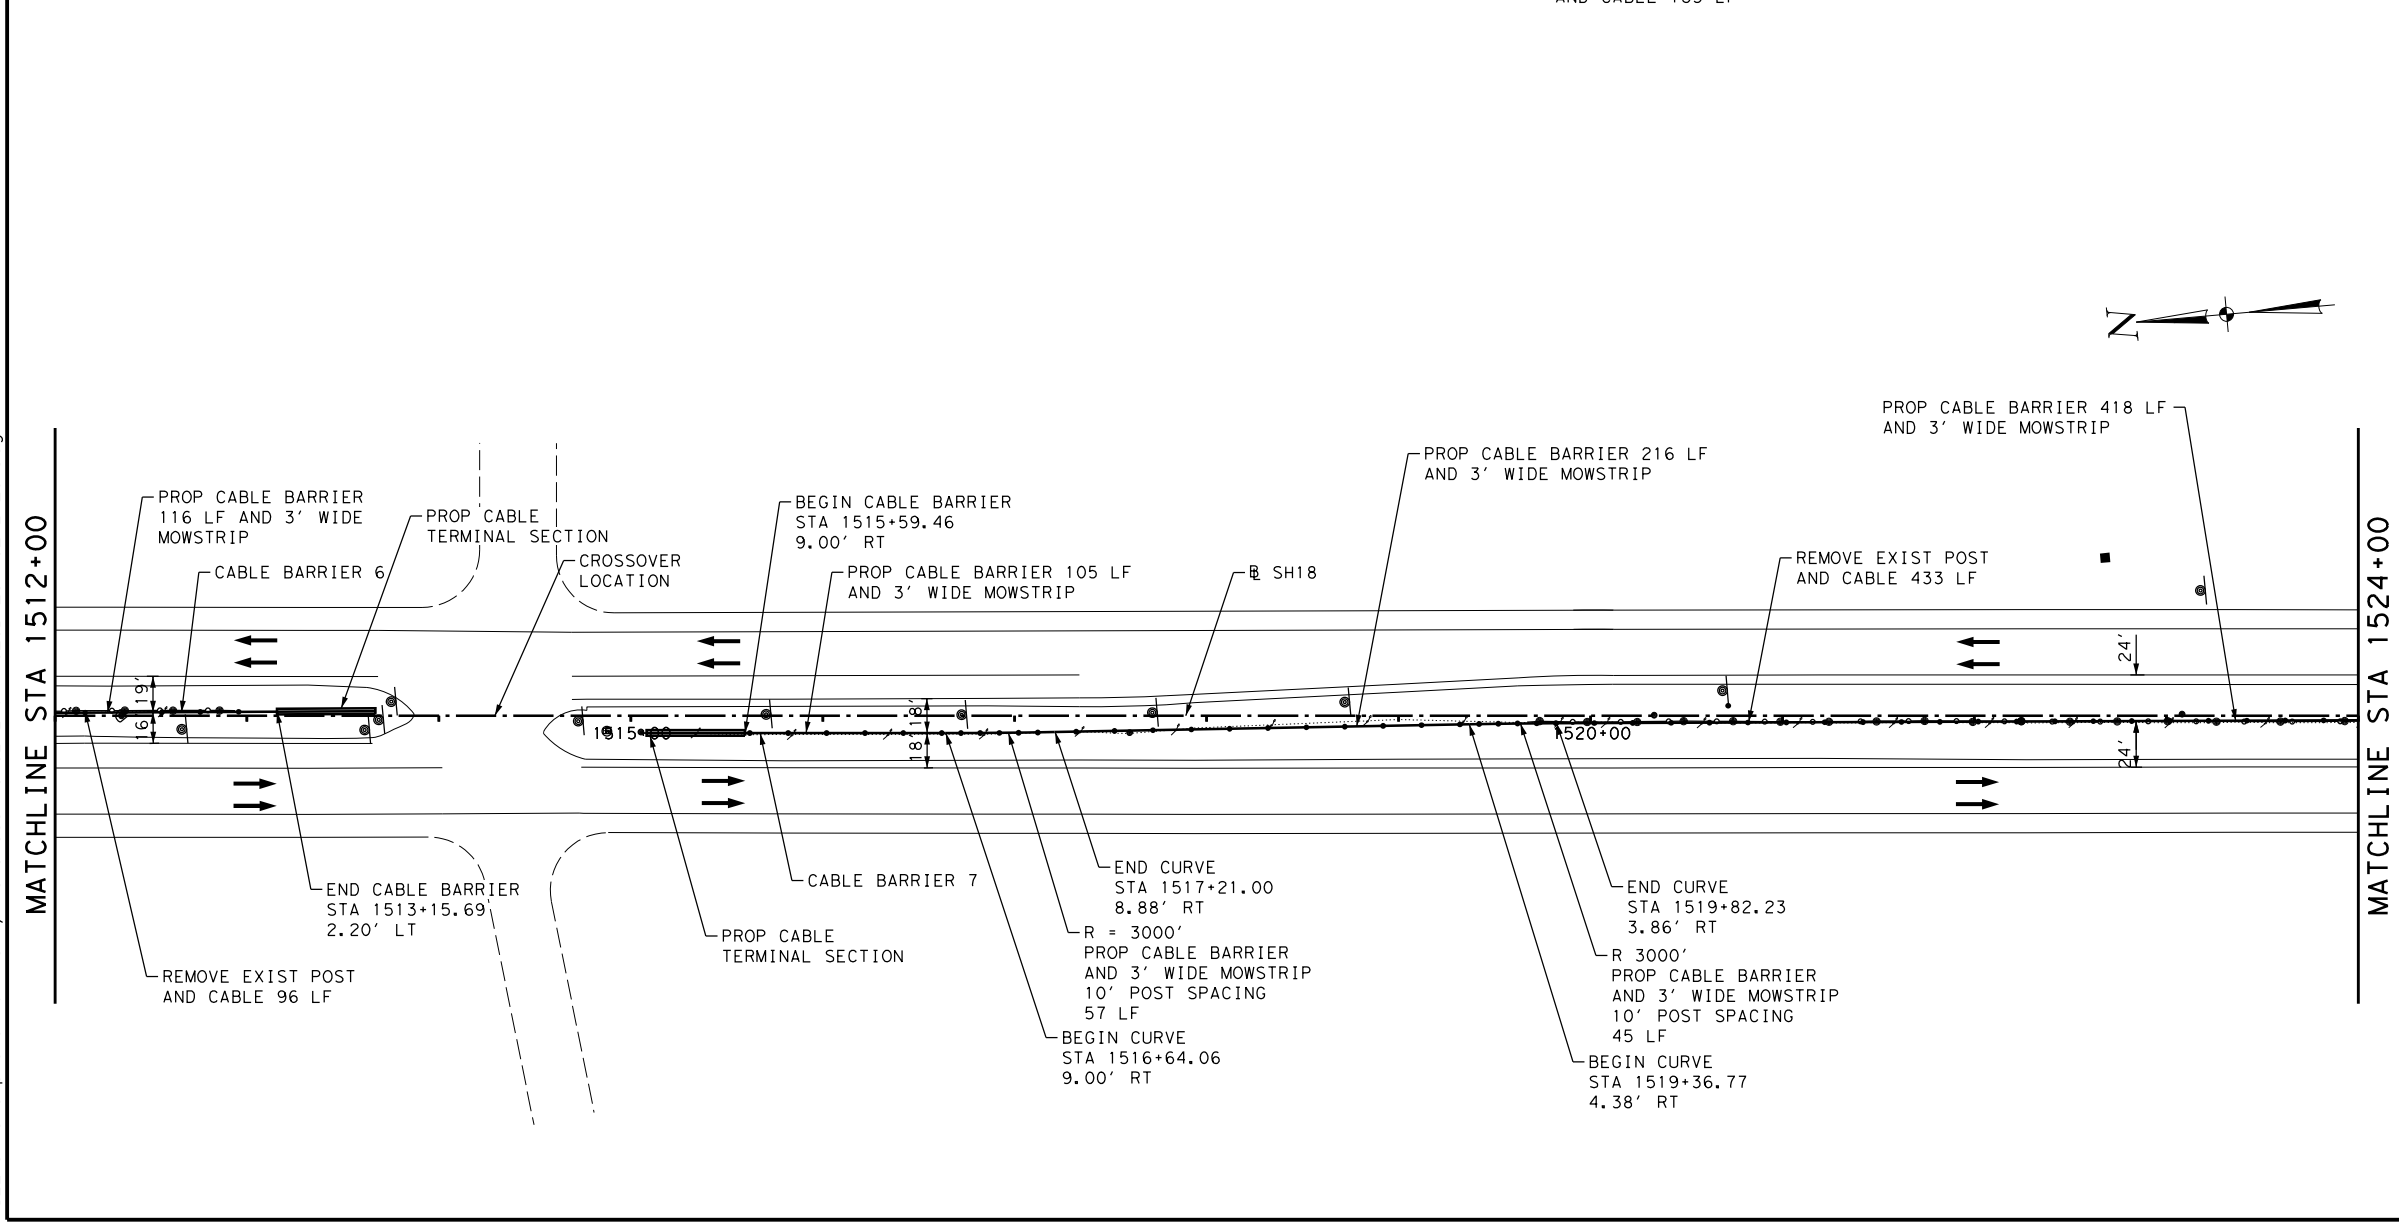 N
PROP CABLE BARRIER 418 LF
AND 3' WIDE MOWSTRIP
PROP CABLE BARRIER 216 LF
AND 3' WIDE MOWSTRIP
PROP CABLE BARRIER
116 LF AND 3' WIDE
MOWSTRIP
PROP CABLE
TERMINAL SECTION
BEGIN CABLE BARRIER
STA 1515+59.46
9.00' RT
CROSSOVER
LOCATION
CABLE BARRIER 6
PROP CABLE BARRIER 105 LF
AND 3' WIDE MOWSTRIP
BL SH18
REMOVE EXIST POST
AND CABLE 433 LF
MATCHLINE STA 1512+00
MATCHLINE STA 1524+00
19'
16'
18'
18'
24'
24'
1515+00
1520+00
END CABLE BARRIER
STA 1513+15.69
2.20' LT
REMOVE EXIST POST
AND CABLE 96 LF
PROP CABLE
TERMINAL SECTION
CABLE BARRIER 7
END CURVE
STA 1517+21.00
8.88' RT
R = 3000'
PROP CABLE BARRIER
AND 3' WIDE MOWSTRIP
10' POST SPACING
57 LF
BEGIN CURVE
STA 1516+64.06
9.00' RT
END CURVE
STA 1519+82.23
3.86' RT
R 3000'
PROP CABLE BARRIER
AND 3' WIDE MOWSTRIP
10' POST SPACING
45 LF
BEGIN CURVE
STA 1519+36.77
4.38' RT